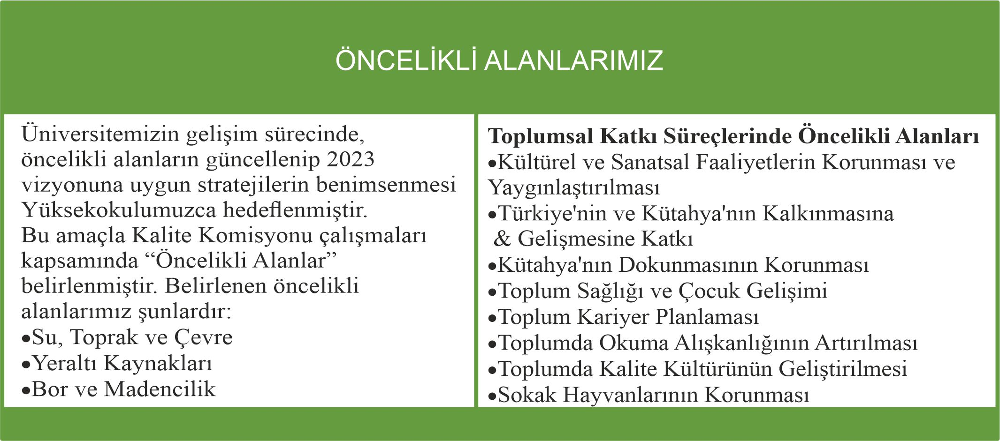 ÖNCELİKLİ ALANLARIMIZ
Üniversitemizin gelişim sürecinde,
öncelikli alanların güncellenip 2023
vizyonuna uygun stratejilerin benimsenmesi
Yüksekokulumuzca hedeflenmiştir.
Bu amaçla Kalite Komisyonu çalışmaları
kapsamında “Öncelikli Alanlar”
belirlenmiştir. Belirlenen öncelikli
alanlarımız şunlardır:
•Su, Toprak ve Çevre
•Yeraltı Kaynakları
•Bor ve Madencilik
Toplumsal Katkı Süreçlerinde Öncelikli Alanları
•Kültürel ve Sanatsal Faaliyetlerin Korunması ve
Yaygınlaştırılması
•Türkiye'nin ve Kütahya'nın Kalkınmasına
& Gelişmesine Katkı
•Kütahya'nın Dokunmasının Korunması
•Toplum Sağlığı ve Çocuk Gelişimi
•Toplum Kariyer Planlaması
•Toplumda Okuma Alışkanlığının Artırılması
•Toplumda Kalite Kültürünün Geliştirilmesi
•Sokak Hayvanlarının Korunması